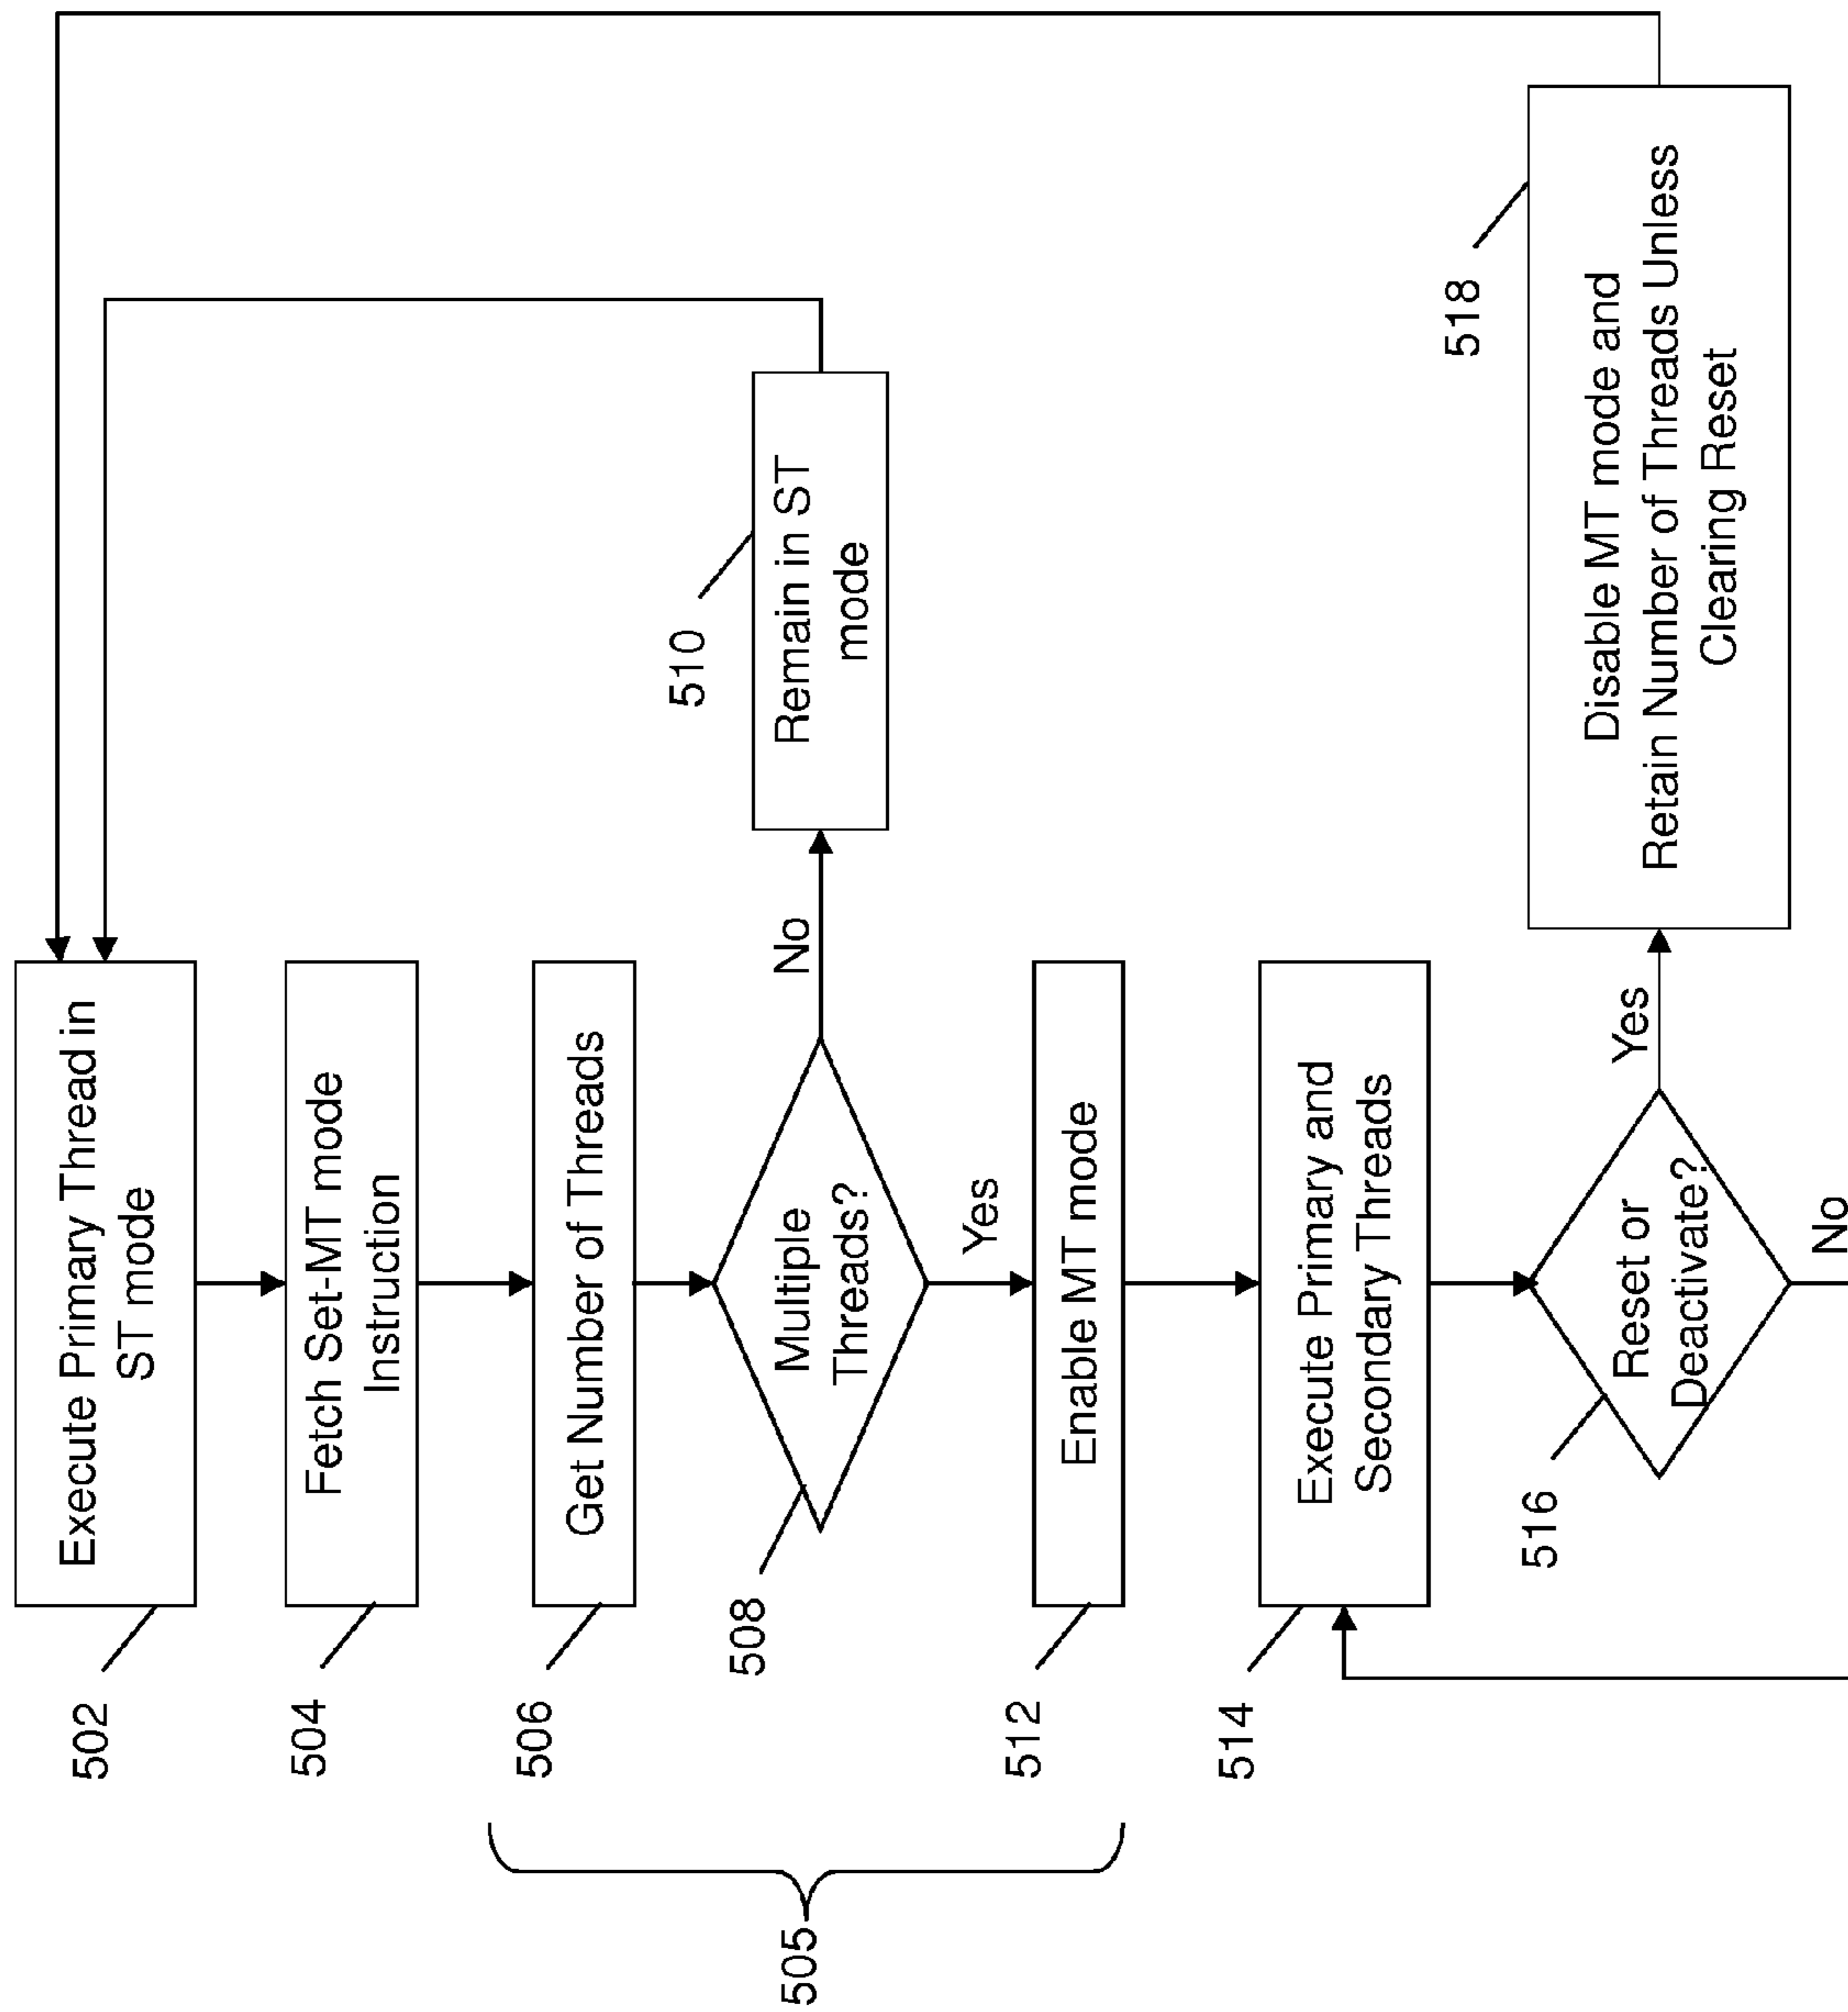 502
Execute Primary Thread in
ST mode
504
Fetch Set-MT mode
Instruction
505
506
Get Number of Threads
508
Multiple
Threads?
No
510
Remain in ST
mode
Yes
512
Enable MT mode
514
Execute Primary and
Secondary Threads
516
Reset or
Deactivate?
Yes
518
Disable MT mode and
Retain Number of Threads Unless
Clearing Reset
No